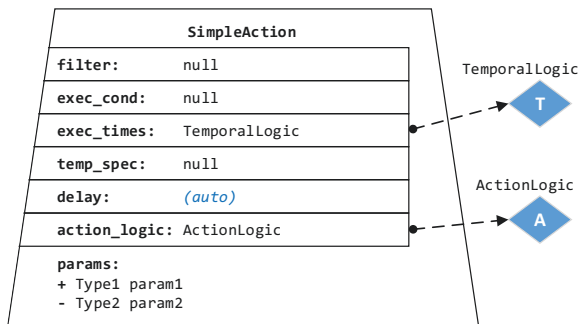 SimpleAction
filter: null
exec_cond: null
exec_times: TemporalLogic
temp_spec: null
delay: (auto)
action_logic: ActionLogic
params:
+ Type1 param1
- Type2 param2
TemporalLogic
T
ActionLogic
A